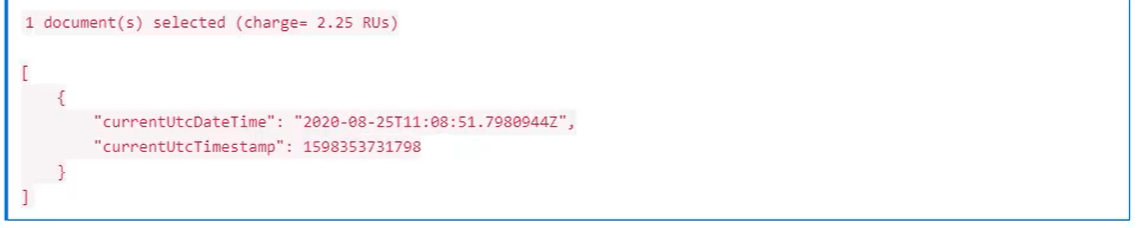 1 document(s) selected (charge= 2.25 RUs)
[
{
"currentUtcDateTime": "2020-08-25T11:08:51.7980944Z",
"currentUtcTimestamp": 1598353731798
}
]